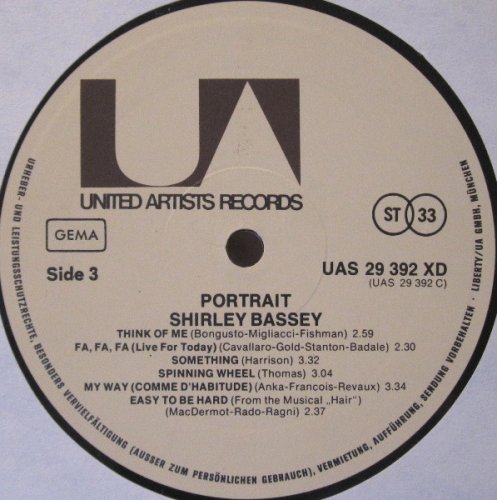 UA
UNITED ARTISTS RECORDS
GEMA
ST 33
Side 3
UAS 29 392 XD
(UAS 29 392 C)
PORTRAIT
SHIRLEY BASSEY
THINK OF ME (Bongusto-Migliacci-Fishman) 2.59
FA, FA, FA (Live For Today) (Cavallaro-Gold-Stanton-Badale) 2.30
SOMETHING (Harrison) 3.32
SPINNING WHEEL (Thomas) 3.04
MY WAY (COMME D'HABITUDE) (Anka-Francois-Revaux) 3.34
EASY TO BE HARD (From the Musical „Hair")
(MacDermot-Rado-Ragni) 2.37
URHEBER- UND LEISTUNGSSCHUTZRECHTE, BESONDERS VERVIELFÄLTIGUNG (AUSSER ZUM PERSÖNLICHEN GEBRAUCH), VERMIETUNG, AUFFÜHRUNG, SENDUNG VORBEHALTEN · LIBERTY/UA GMBH, MÜNCHEN